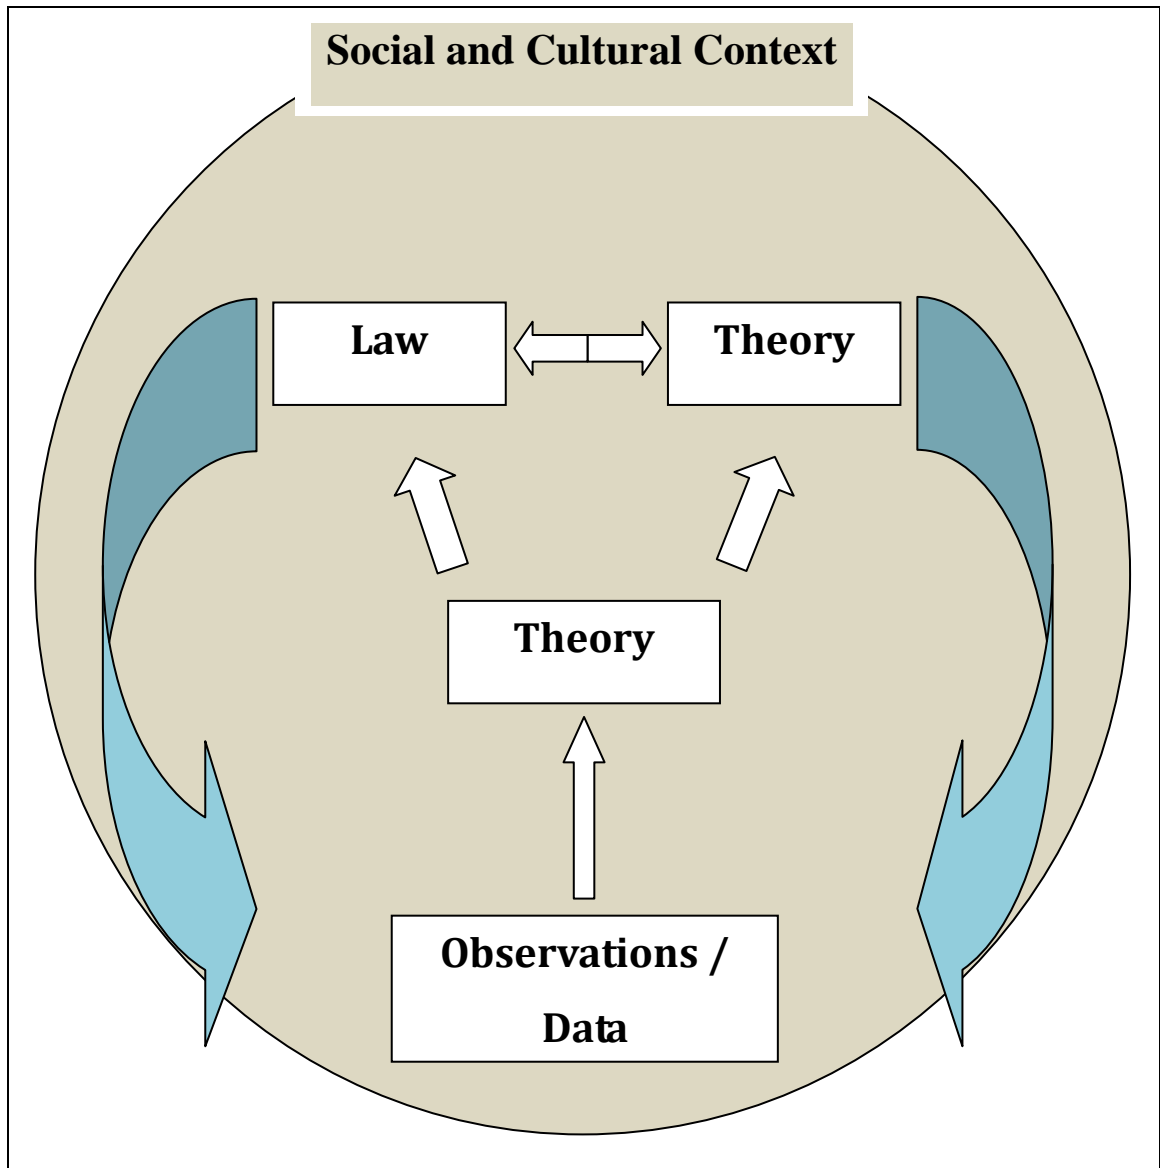 Social and Cultural Context
Law
Theory
Theory
Observations /
Data